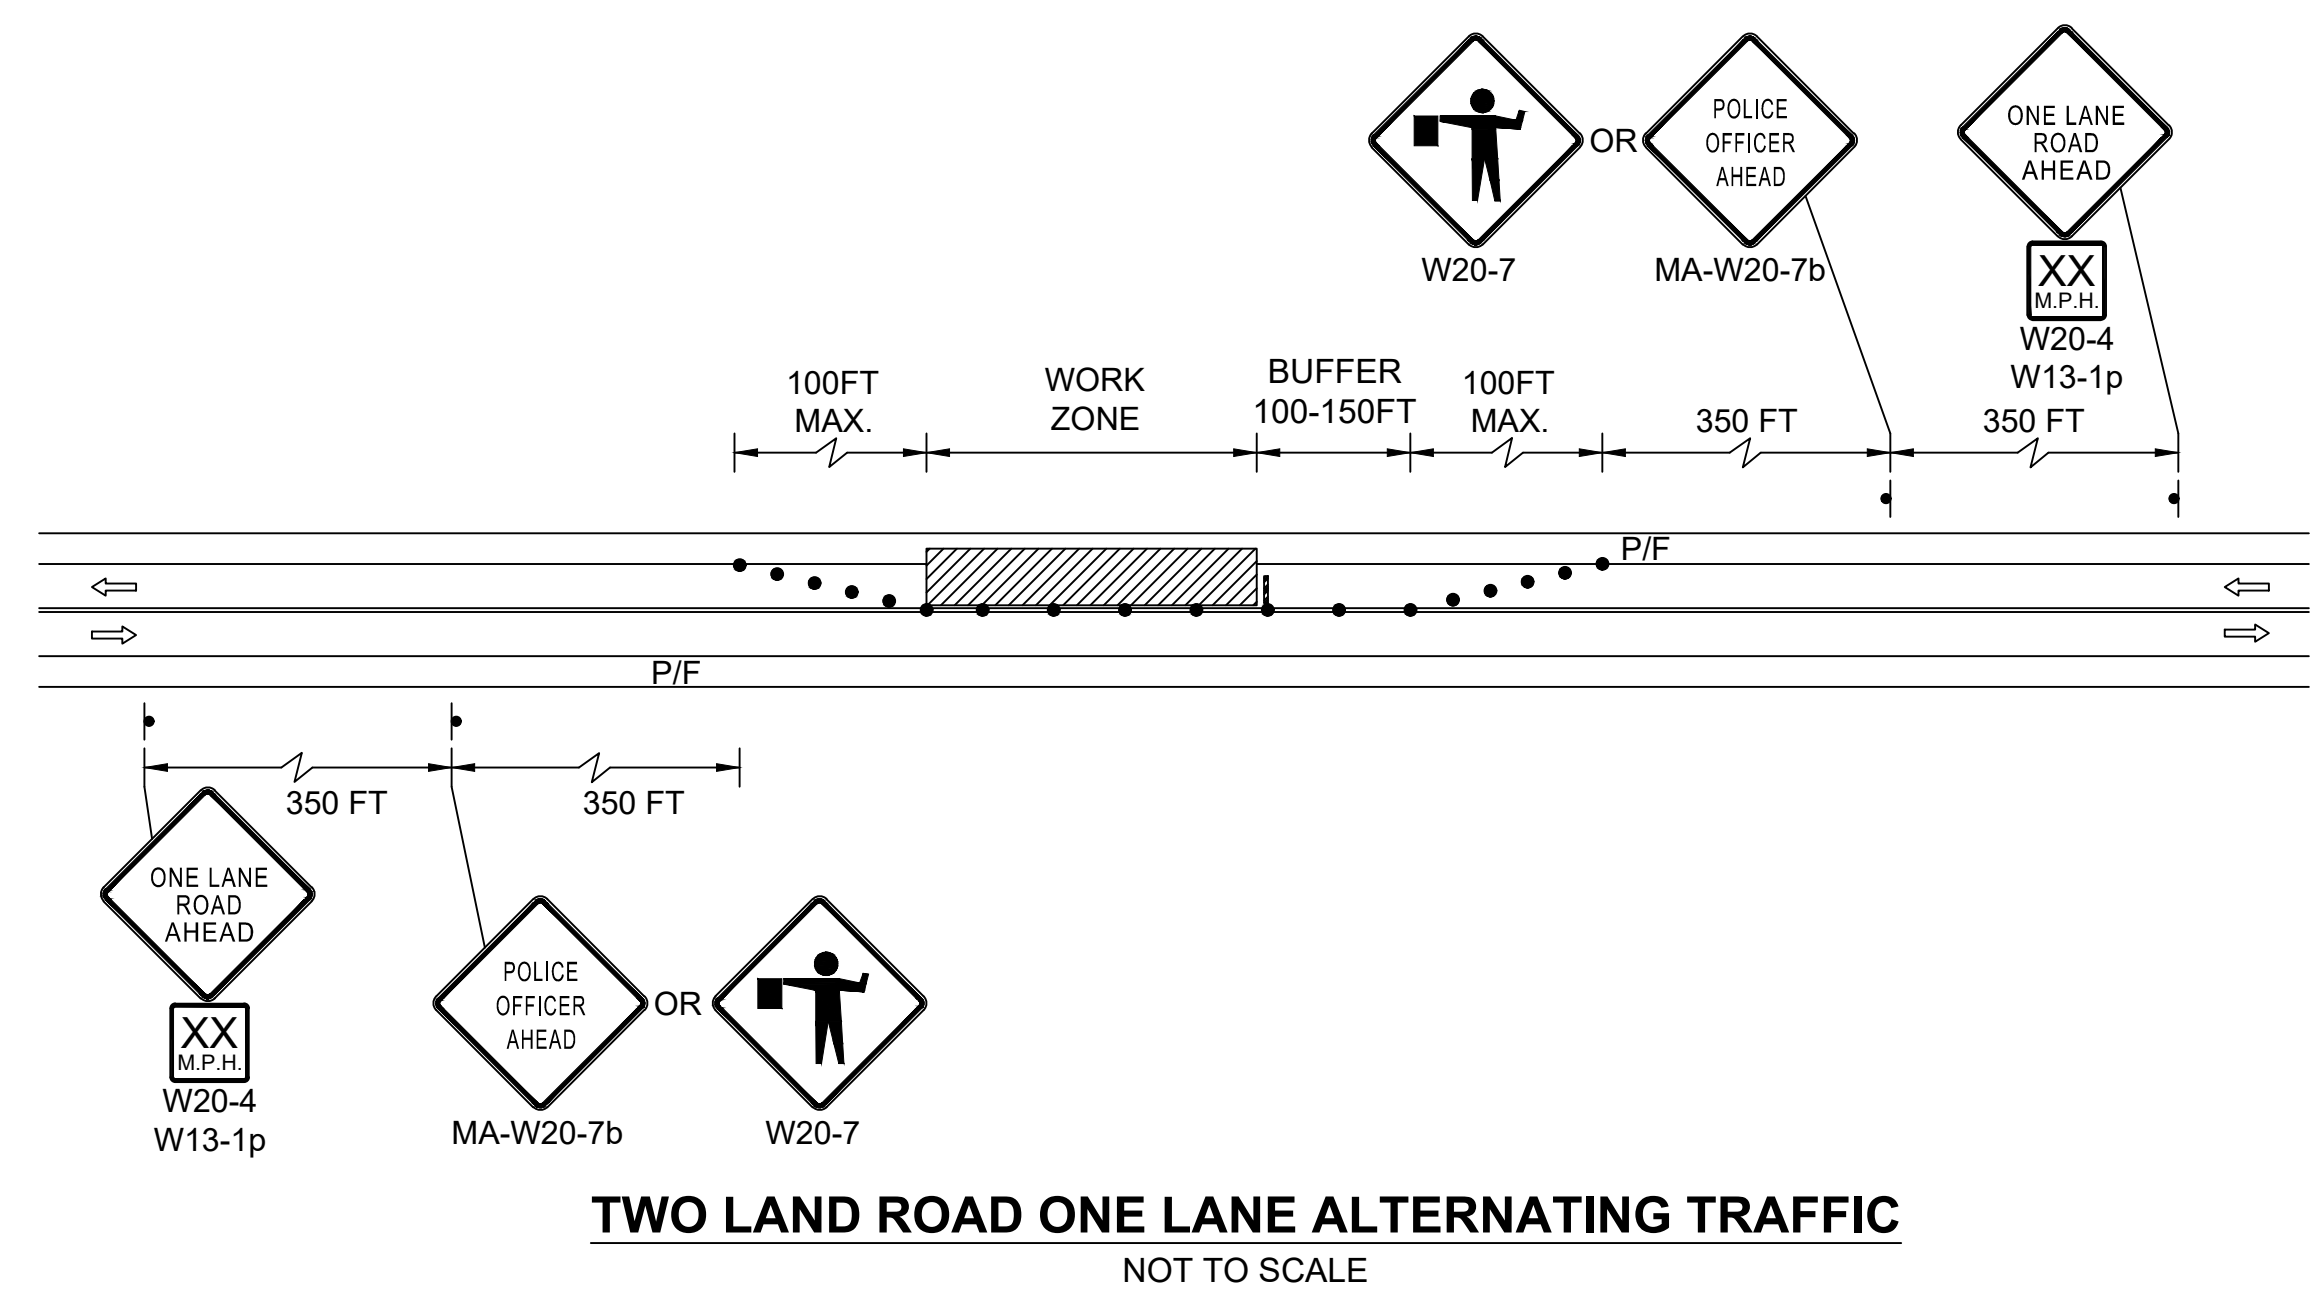 POLICE
OFFICER
AHEAD
OR
ONE LANE
ROAD
AHEAD
W20-7
MA-W20-7b
XX
M.P.H.
W20-4
W13-1p
100FT
MAX.
WORK
ZONE
BUFFER
100-150FT
100FT
MAX.
350 FT
350 FT
P/F
P/F
350 FT
350 FT
ONE LANE
ROAD
AHEAD
XX
M.P.H.
W20-4
W13-1p
POLICE
OFFICER
AHEAD
OR
MA-W20-7b
W20-7
TWO LAND ROAD ONE LANE ALTERNATING TRAFFIC
NOT TO SCALE